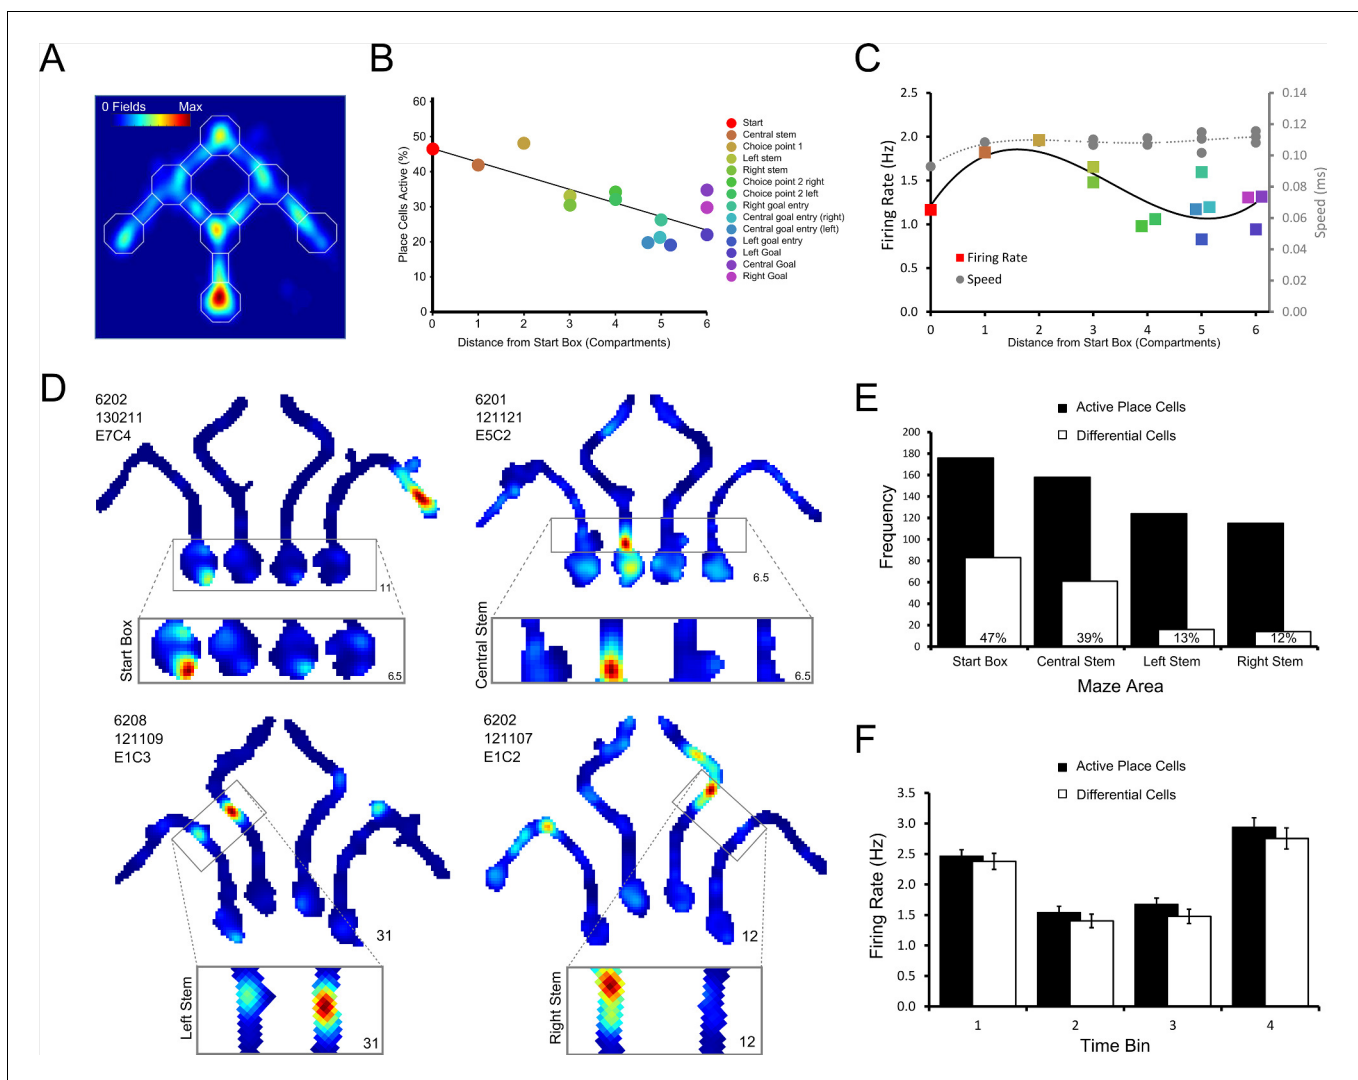 A
0 Fields Max
B
Place Cells Active (%)
60
50
40
30
20
10
0
0 1 2 3 4 5 6
Distance from Start Box (Compartments)
Start
Central stem
Choice point 1
Left stem
Right stem
Choice point 2 right
Choice point 2 left
Right goal entry
Central goal entry (right)
Central goal entry (left)
Left goal entry
Left Goal
Central Goal
Right Goal
C
Firing Rate (Hz)
2.5
2.0
1.5
1.0
0.5
0.0
Firing Rate
Speed
0.14
0.12
0.10
0.08
0.06
0.04
0.02
0.00
Speed (ms)
0 1 2 3 4 5 6
Distance from Start Box (Compartments)
D
6202
130211
E7C4
11
Start Box
6.5
6201
121121
E5C2
6.5
Central Stem
6.5
6208
121109
E1C3
31
Left Stem
31
6202
121107
E1C2
12
Right Stem
12
E
Active Place Cells
Differential Cells
Frequency
200
180
160
140
120
100
80
60
40
20
0
47% 39% 13% 12%
Start Box Central Stem Left Stem Right Stem
Maze Area
F
Active Place Cells
Differential Cells
Firing Rate (Hz)
3.5
3.0
2.5
2.0
1.5
1.0
0.5
0.0
1 2 3 4
Time Bin